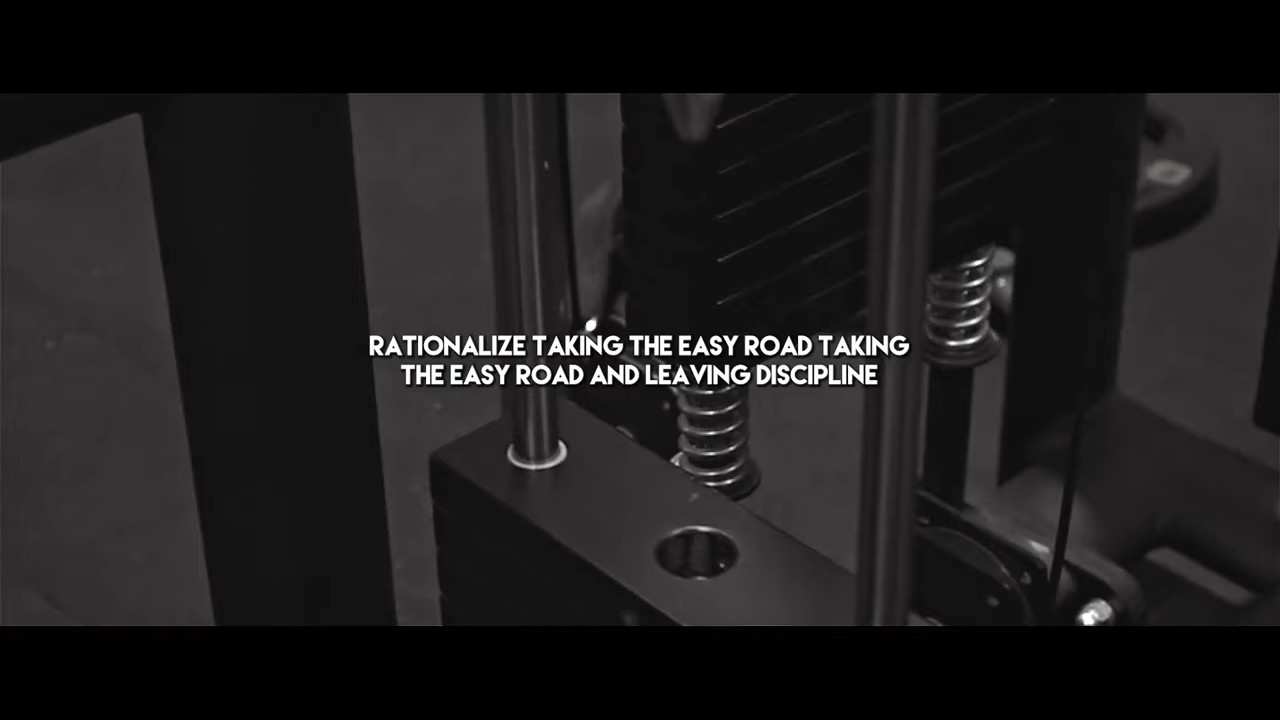 RATIONALIZE TAKING THE EASY ROAD TAKING
THE EASY ROAD AND LEAVING DISCIPLINE